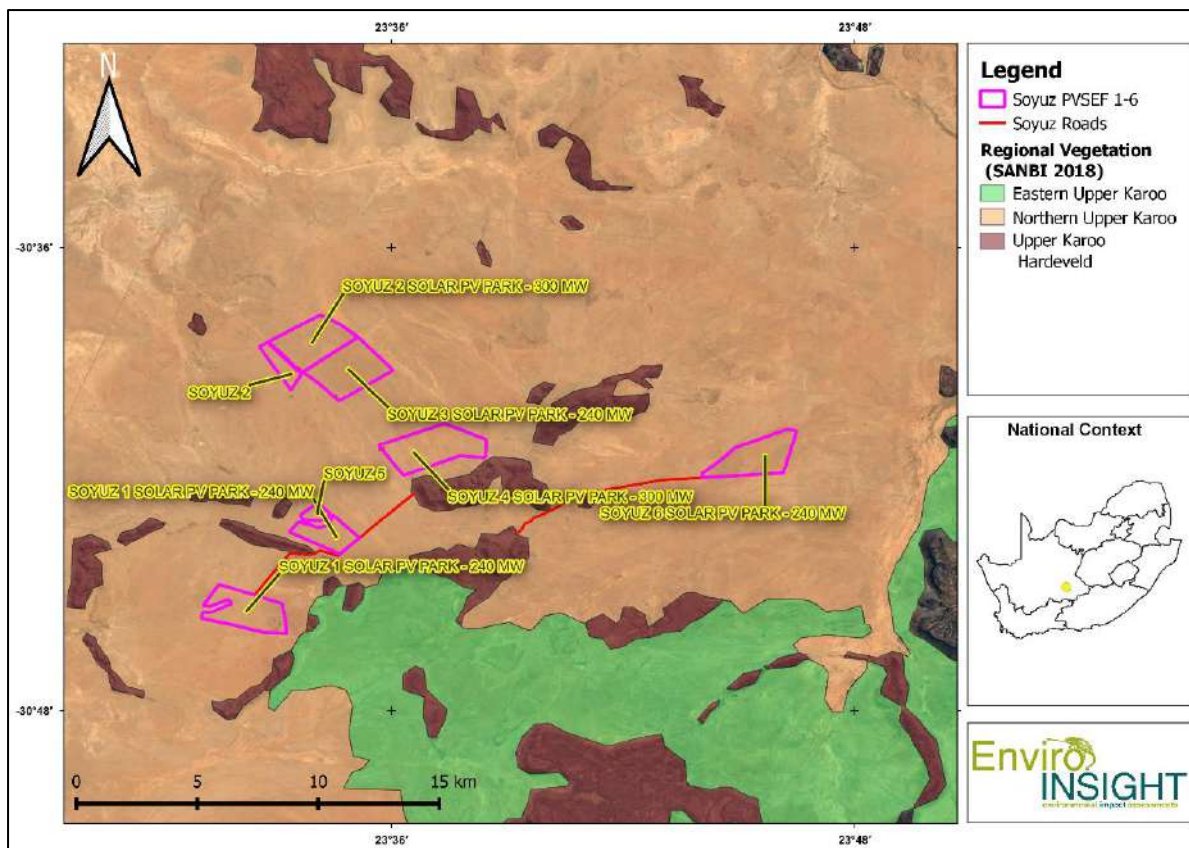 23°36'
23°48'
N
-30°36'
-30°48'
SOYUZ 2 SOLAR PV PARK - 300 MW
SOYUZ 2
SOYUZ 3 SOLAR PV PARK - 240 MW
SOYUZ 5
SOYUZ 1 SOLAR PV PARK - 240 MW
SOYUZ 4 SOLAR PV PARK - 300 MW
SOYUZ 6 SOLAR PV PARK - 240 MW
SOYUZ 1 SOLAR PV PARK - 240 MW
0
5
10
15 km
23°36'
23°48'
Legend
Soyuz PVSEF 1-6
Soyuz Roads
Regional Vegetation
(SANBI 2018)
Eastern Upper Karoo
Northern Upper Karoo
Upper Karoo
Hardeveld
National Context
Enviro
INSIGHT
environmental impact assessments